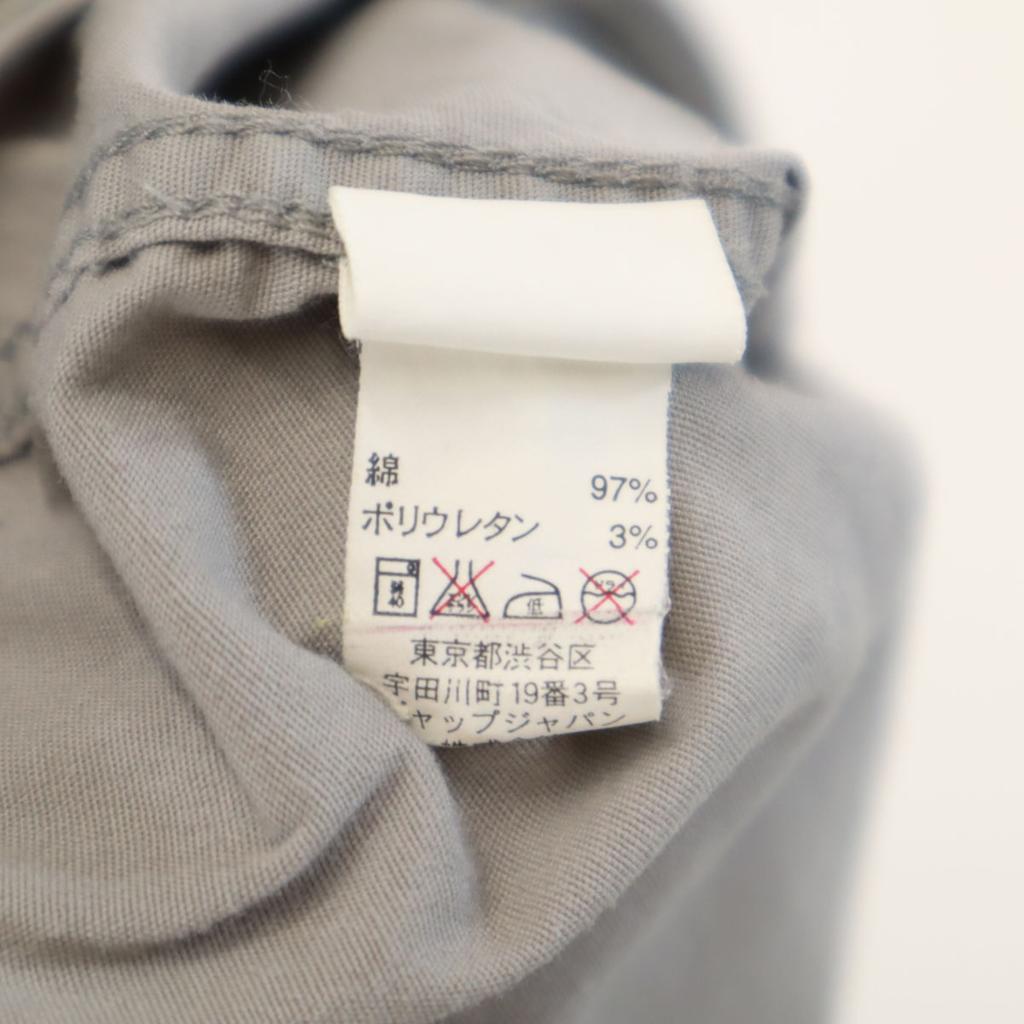 綿 97%
ポリウレタン 3%
40
低
東京都渋谷区
宇田川町19番3号
ャップジャパン